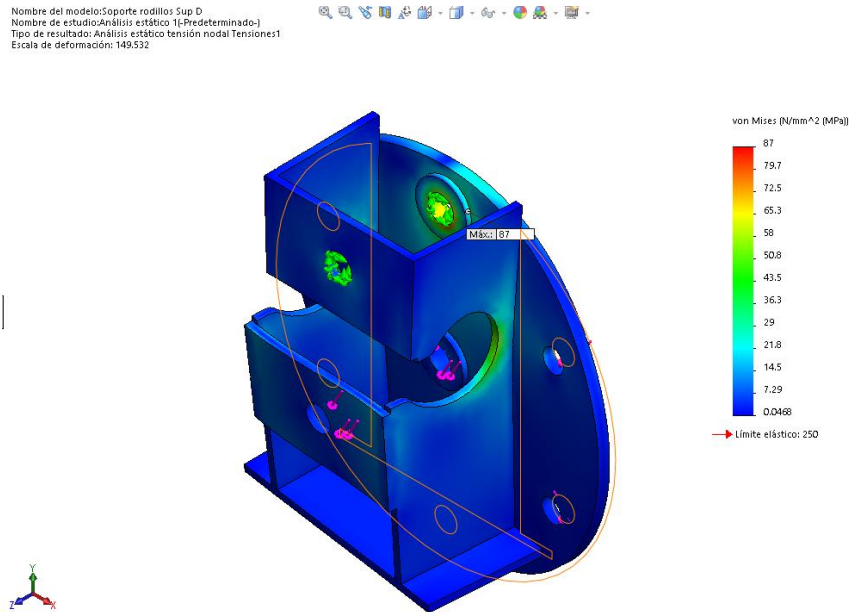 Nombre del modelo:Soporte rodillos Sup D
Nombre de estudio:Análisis estático 1(-Predeterminado-)
Tipo de resultado: Análisis estático tensión nodal Tensiones1
Escala de deformación: 149.532
von Mises (N/mm^2 (MPa))
87
79.7
72.5
65.3
58
50.8
43.5
36.3
29
21.8
14.5
7.29
0.0468
Límite elástico: 250
Máx.: 87
Y
Z
X